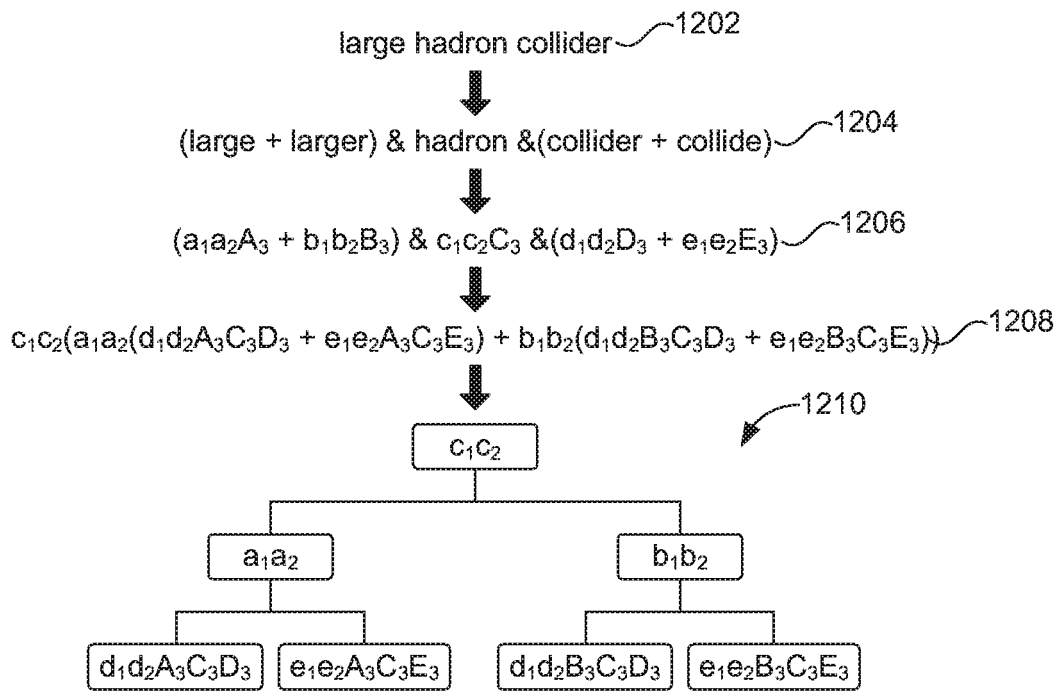 large hadron collider 1202
(large + larger) & hadron &(collider + collide) 1204
(a₁a₂A₃ + b₁b₂B₃) & c₁c₂C₃ &(d₁d₂D₃ + e₁e₂E₃) 1206
c₁c₂(a₁a₂(d₁d₂A₃C₃D₃ + e₁e₂A₃C₃E₃) + b₁b₂(d₁d₂B₃C₃D₃ + e₁e₂B₃C₃E₃)) 1208
1210
c₁c₂
a₁a₂ b₁b₂
d₁d₂A₃C₃D₃ e₁e₂A₃C₃E₃ d₁d₂B₃C₃D₃ e₁e₂B₃C₃E₃